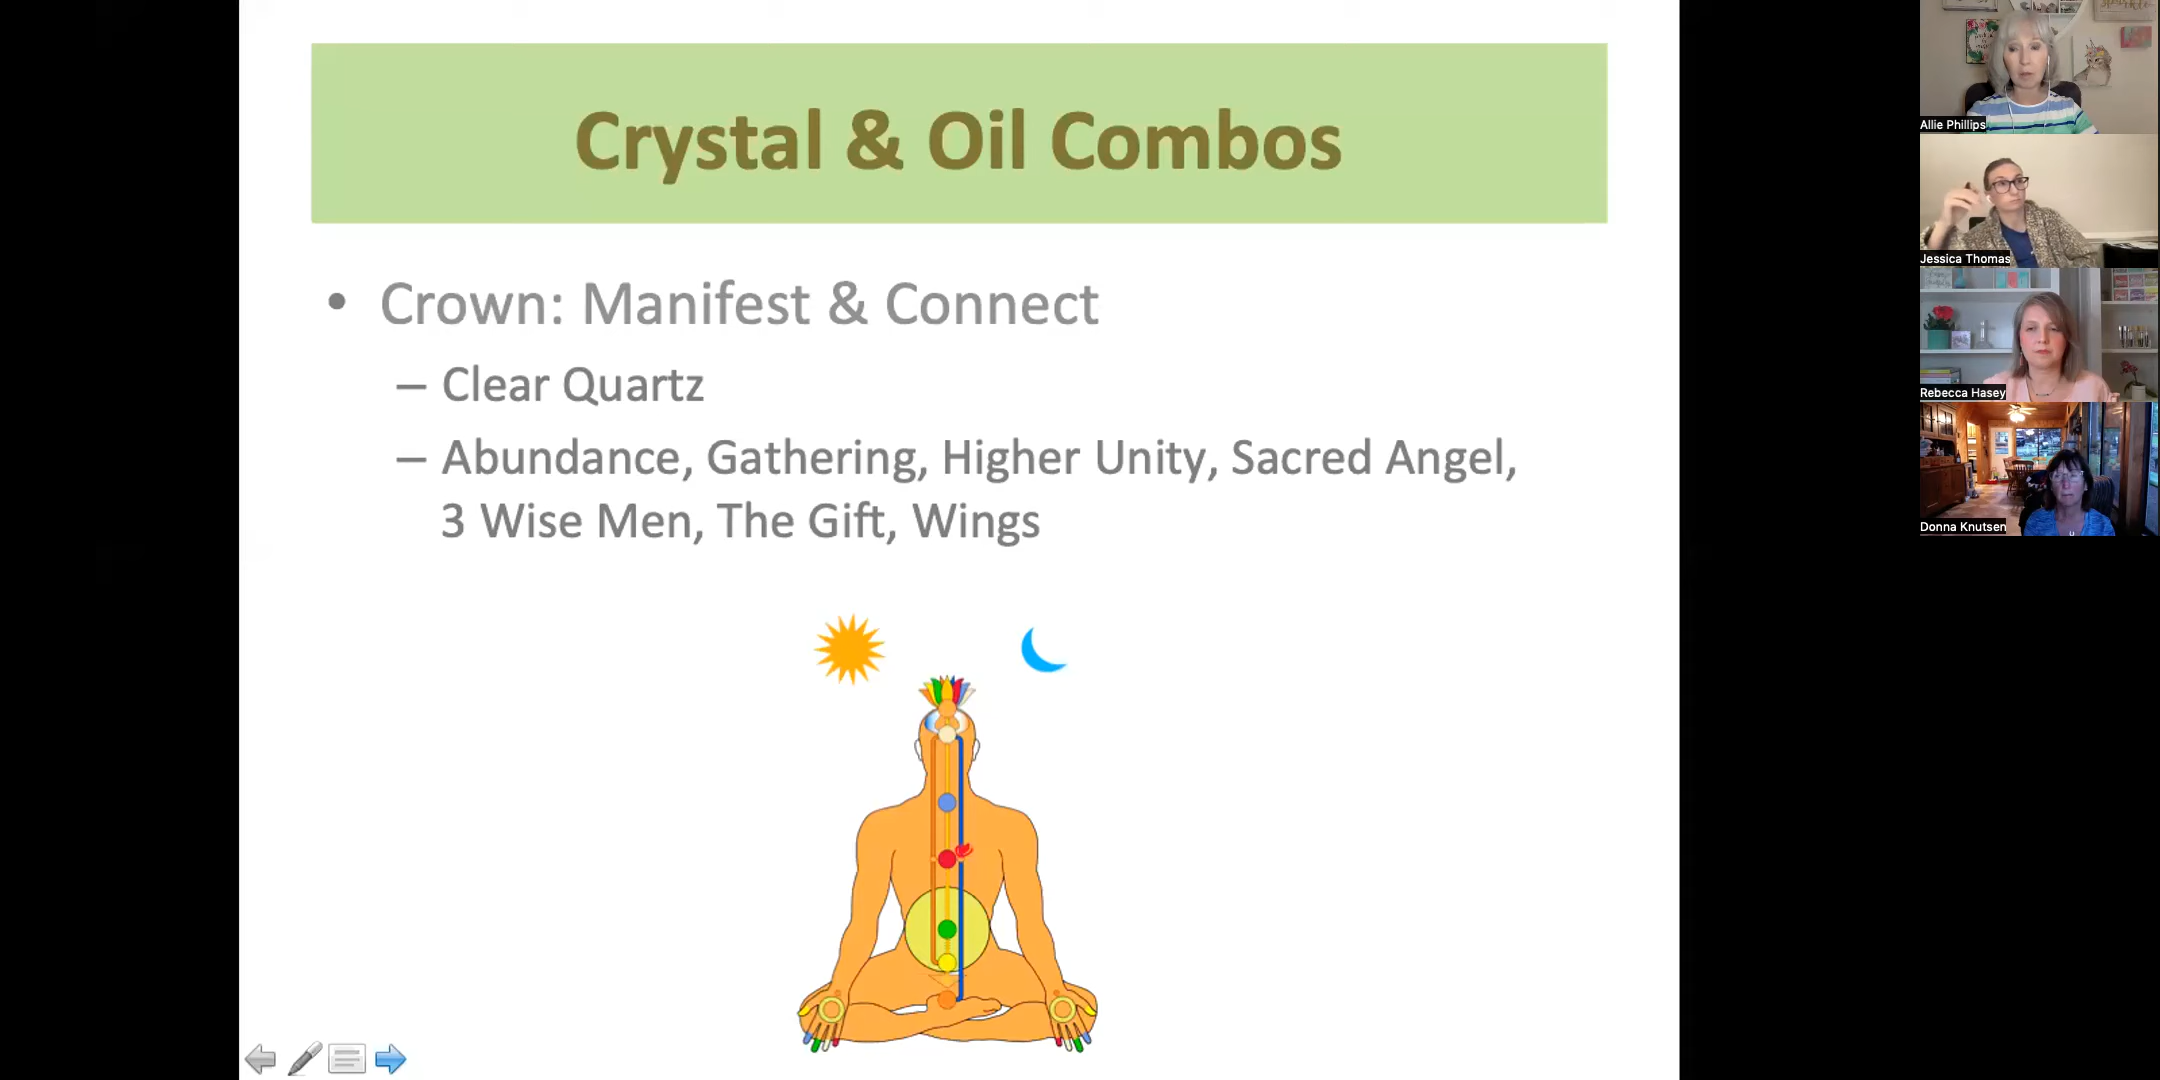 Crystal & Oil Combos
• Crown: Manifest & Connect
– Clear Quartz
– Abundance, Gathering, Higher Unity, Sacred Angel,
3 Wise Men, The Gift, Wings
Allie Phillips
Jessica Thomas
Rebecca Hasey
Donna Knutsen